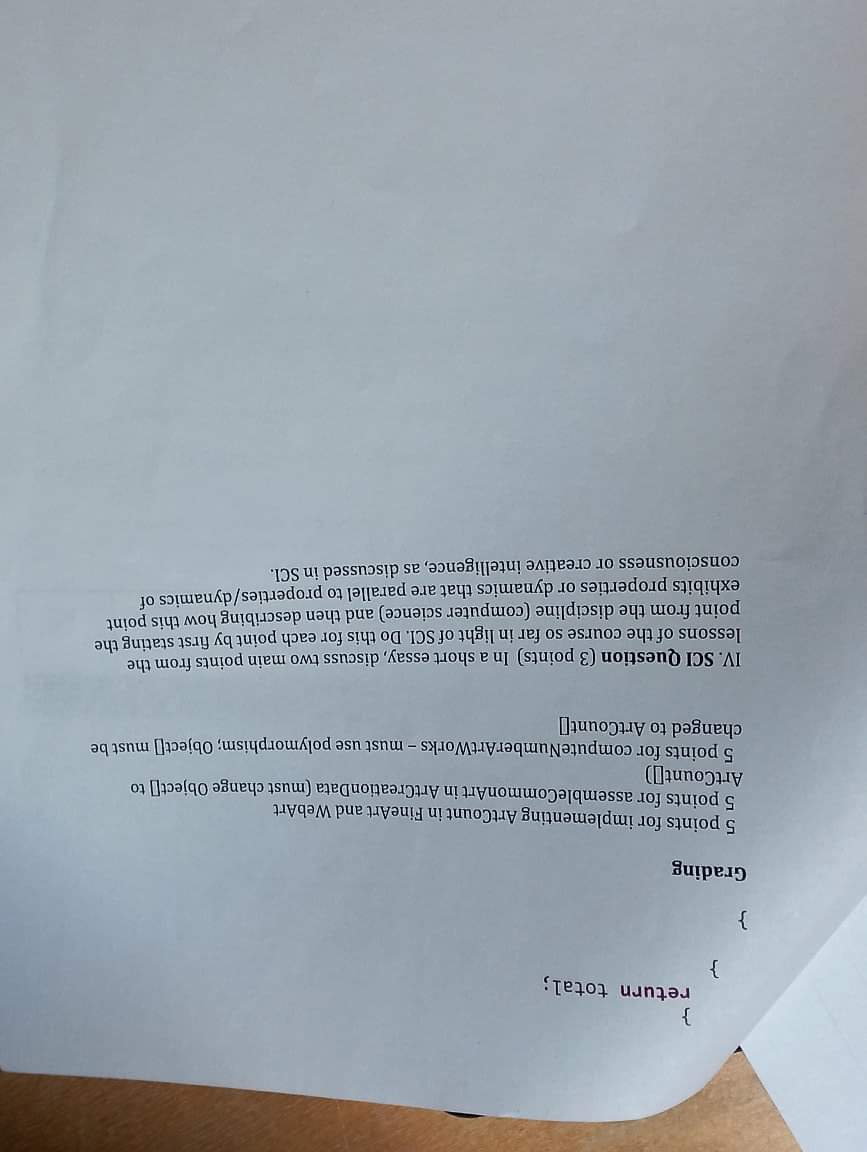 }
return total;
}
}
Grading
5 points for implementing ArtCount in FineArt and WebArt
5 points for assembleCommonArt in ArtCreationData (must change Object[] to
ArtCount[])
5 points for computeNumberArtWorks – must use polymorphism; Object[] must be
changed to ArtCount[]
IV. SCI Question (3 points) In a short essay, discuss two main points from the
lessons of the course so far in light of SCI. Do this for each point by first stating the
point from the discipline (computer science) and then describing how this point
exhibits properties or dynamics that are parallel to properties/dynamics of
consciousness or creative intelligence, as discussed in SCI.